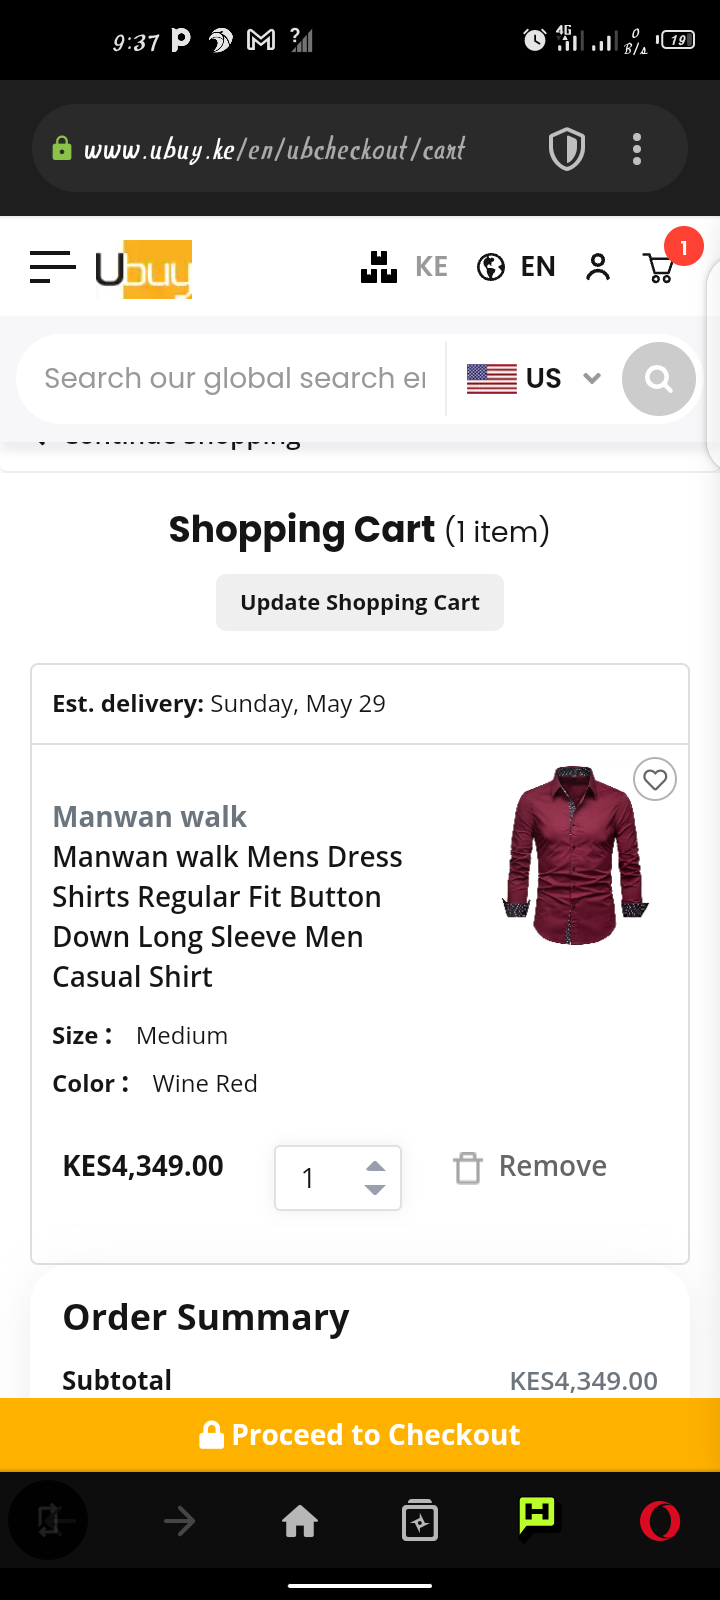 9:37
4G
0
B/s
19
www.ubuy.ke/en/ubcheckout/cart
Ubuy
KE
EN
1
Search our global search
US
Continue Shopping
Shopping Cart (1 item)
Update Shopping Cart
Est. delivery: Sunday, May 29
Manwan walk
Manwan walk Mens Dress
Shirts Regular Fit Button
Down Long Sleeve Men
Casual Shirt
Size : Medium
Color : Wine Red
KES4,349.00
1
Remove
Order Summary
Subtotal KES4,349.00
Proceed to Checkout